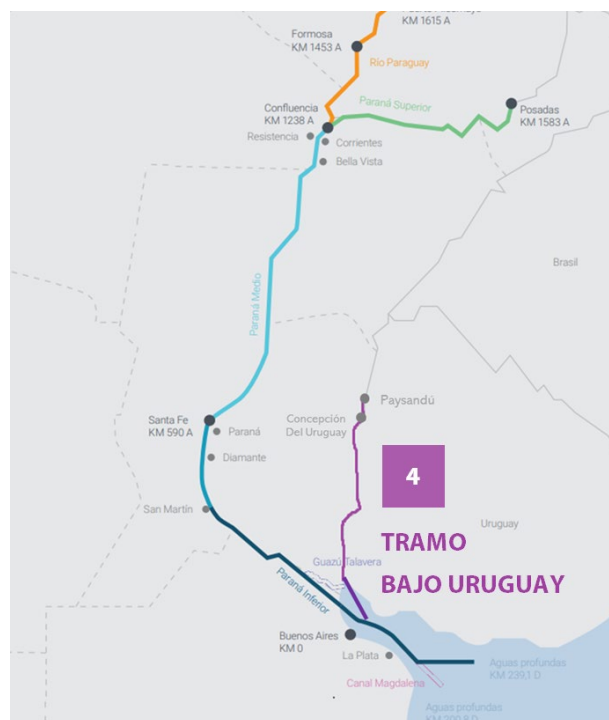 KM 1615 A
Formosa
KM 1453 A
Río Paraguay
Confluencia
KM 1238 A
Paraná Superior
Posadas
KM 1583 A
Resistencia
Corrientes
Bella Vista
Brasil
Paraná Medio
Paysandú
Santa Fe
KM 590 A
Paraná
Concepción
Del Uruguay
Diamante
4
San Martín
Uruguay
TRAMO
BAJO URUGUAY
Guazú Talavera
Paraná Inferior
Buenos Aires
KM 0
La Plata
Aguas profundas
KM 239,1 D
Canal Magdalena
Aguas profundas